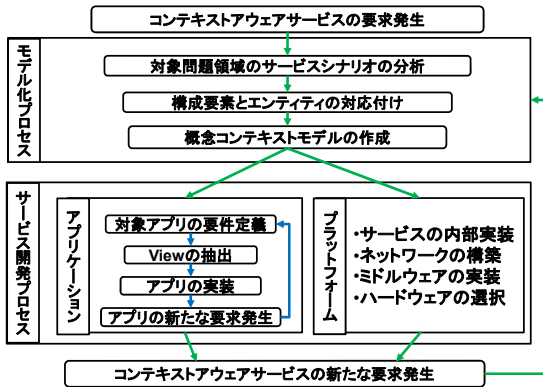 コンテキストアウェアサービスの要求発生
モデル化プロセス
対象問題領域のサービスシナリオの分析
構成要素とエンティティの対応付け
概念コンテキストモデルの作成
サービス開発プロセス
アプリケーション
対象アプリの要件定義
Viewの抽出
アプリの実装
アプリの新たな要求発生
プラットフォーム
・サービスの内部実装
・ネットワークの構築
・ミドルウェアの実装
・ハードウェアの選択
コンテキストアウェアサービスの新たな要求発生